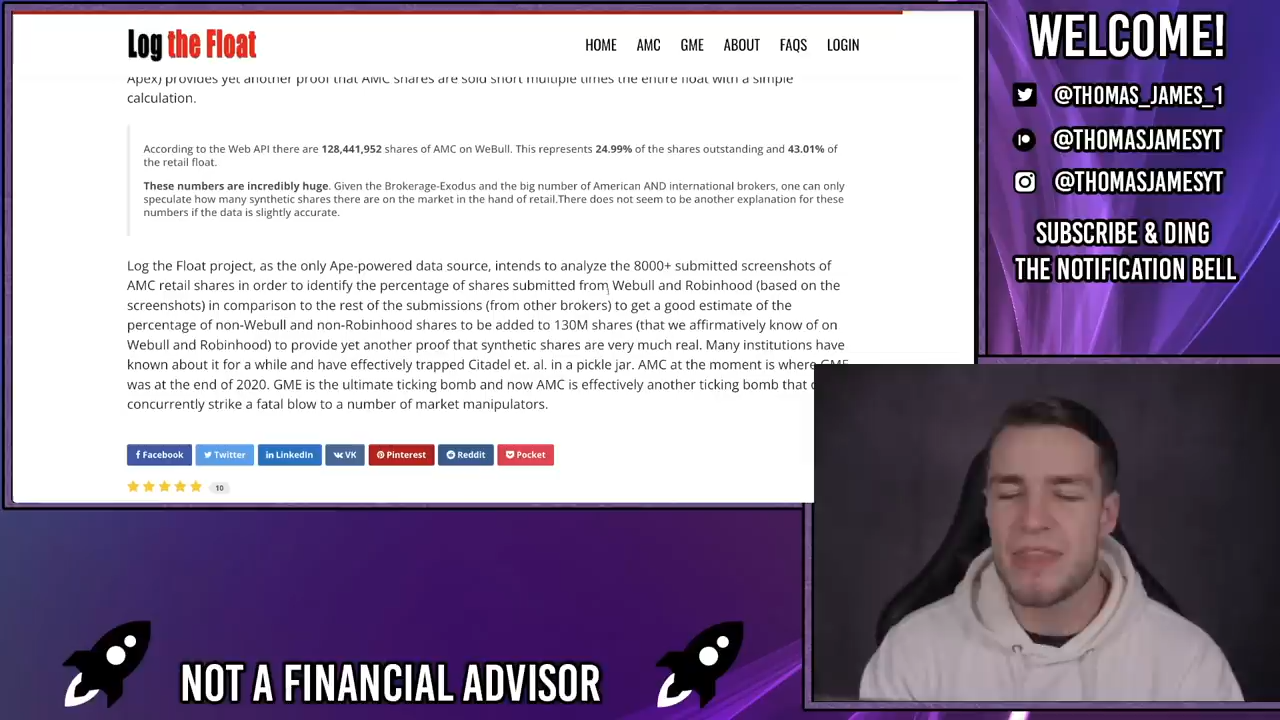 Log the Float
HOME AMC GME ABOUT FAQS LOGIN
Apex) provides yet another proof that AMC shares are sold short multiple times the entire float with a simple
calculation.
According to the Web API there are 128,441,952 shares of AMC on WeBull. This represents 24.99% of the shares outstanding and 43.01% of
the retail float.
These numbers are incredibly huge. Given the Brokerage-Exodus and the big number of American AND international brokers, one can only
speculate how many synthetic shares there are on the market in the hand of retail.There does not seem to be another explanation for these
numbers if the data is slightly accurate.
Log the Float project, as the only Ape-powered data source, intends to analyze the 8000+ submitted screenshots of
AMC retail shares in order to identify the percentage of shares submitted from Webull and Robinhood (based on the
screenshots) in comparison to the rest of the submissions (from other brokers) to get a good estimate of the
percentage of non-Webull and non-Robinhood shares to be added to 130M shares (that we affirmatively know of on
Webull and Robinhood) to provide yet another proof that synthetic shares are very much real. Many institutions have
known about it for a while and have effectively trapped Citadel et. al. in a pickle jar. AMC at the moment is where GME
was at the end of 2020. GME is the ultimate ticking bomb and now AMC is effectively another ticking bomb that
concurrently strike a fatal blow to a number of market manipulators.
Facebook Twitter LinkedIn VK Pinterest Reddit Pocket
10
WELCOME!
@THOMAS_JAMES_1
@THOMASJAMESYT
@THOMASJAMESYT
SUBSCRIBE & DING
THE NOTIFICATION BELL
NOT A FINANCIAL ADVISOR